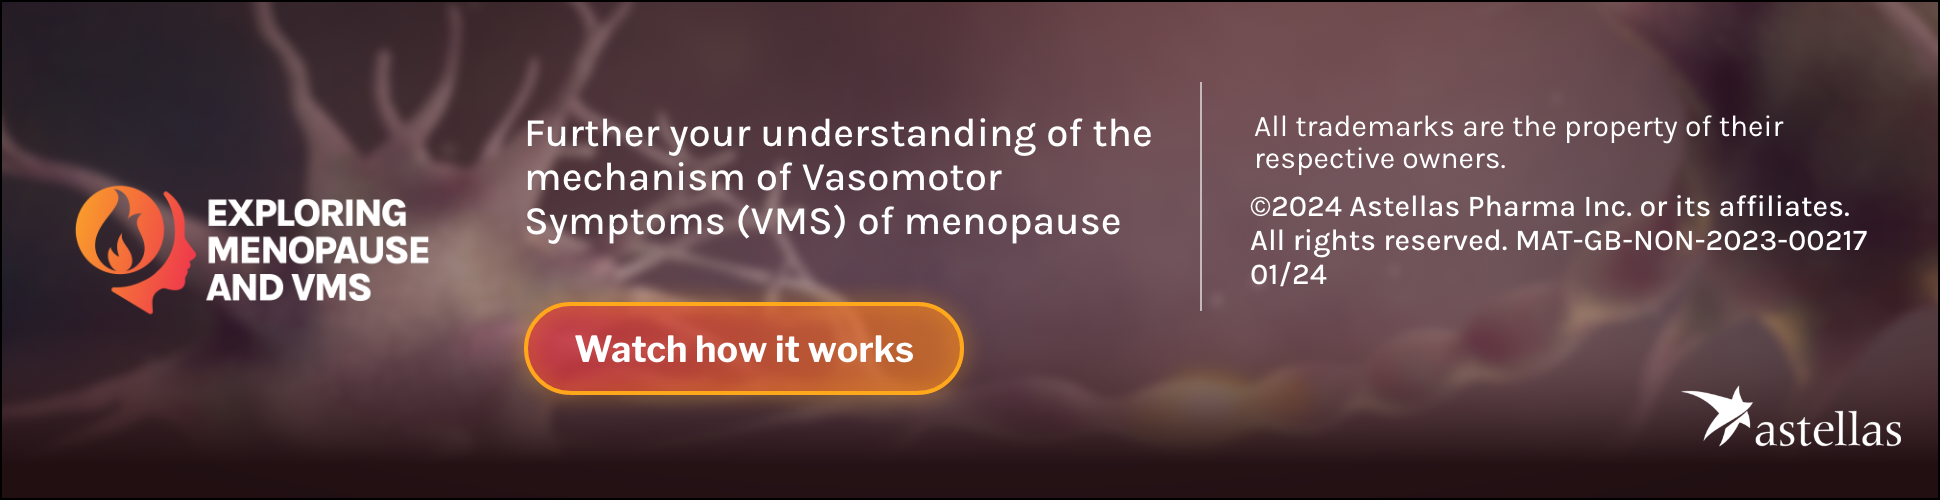 EXPLORING
MENOPAUSE
AND VMS
Further your understanding of the
mechanism of Vasomotor
Symptoms (VMS) of menopause
Watch how it works
All trademarks are the property of their
respective owners.
©2024 Astellas Pharma Inc. or its affiliates.
All rights reserved. MAT-GB-NON-2023-00217
01/24
astellas